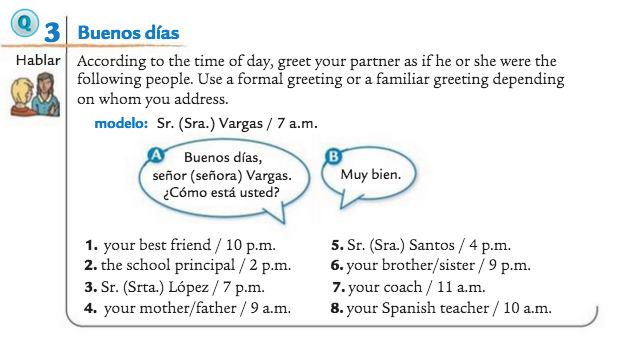 Q 3 Buenos días
Hablar
According to the time of day, greet your partner as if he or she were the
following people. Use a formal greeting or a familiar greeting depending
on whom you address.
modelo: Sr. (Sra.) Vargas / 7 a.m.
A
Buenos días,
señor (señora) Vargas.
¿Cómo está usted?
B
Muy bien.
1. your best friend / 10 p.m.
2. the school principal / 2 p.m.
3. Sr. (Srta.) López / 7 p.m.
4. your mother/father / 9 a.m.
5. Sr. (Sra.) Santos / 4 p.m.
6. your brother/sister / 9 p.m.
7. your coach / 11 a.m.
8. your Spanish teacher / 10 a.m.